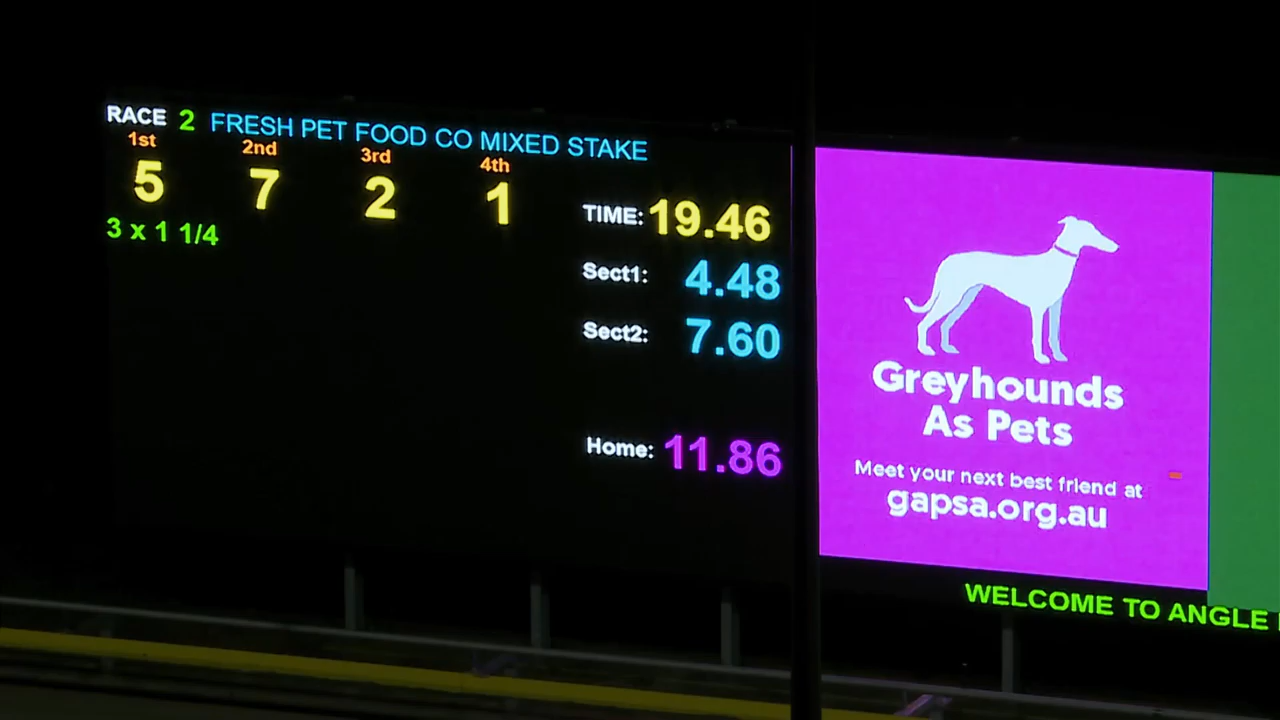 RACE 2 FRESH PET FOOD CO MIXED STAKE
1st 2nd 3rd 4th
5 7 2 1
3 x 1 1/4
TIME: 19.46
Sect1: 4.48
Sect2: 7.60
Home: 11.86
Greyhounds
As Pets
Meet your next best friend at
gapsa.org.au
WELCOME TO ANGLE